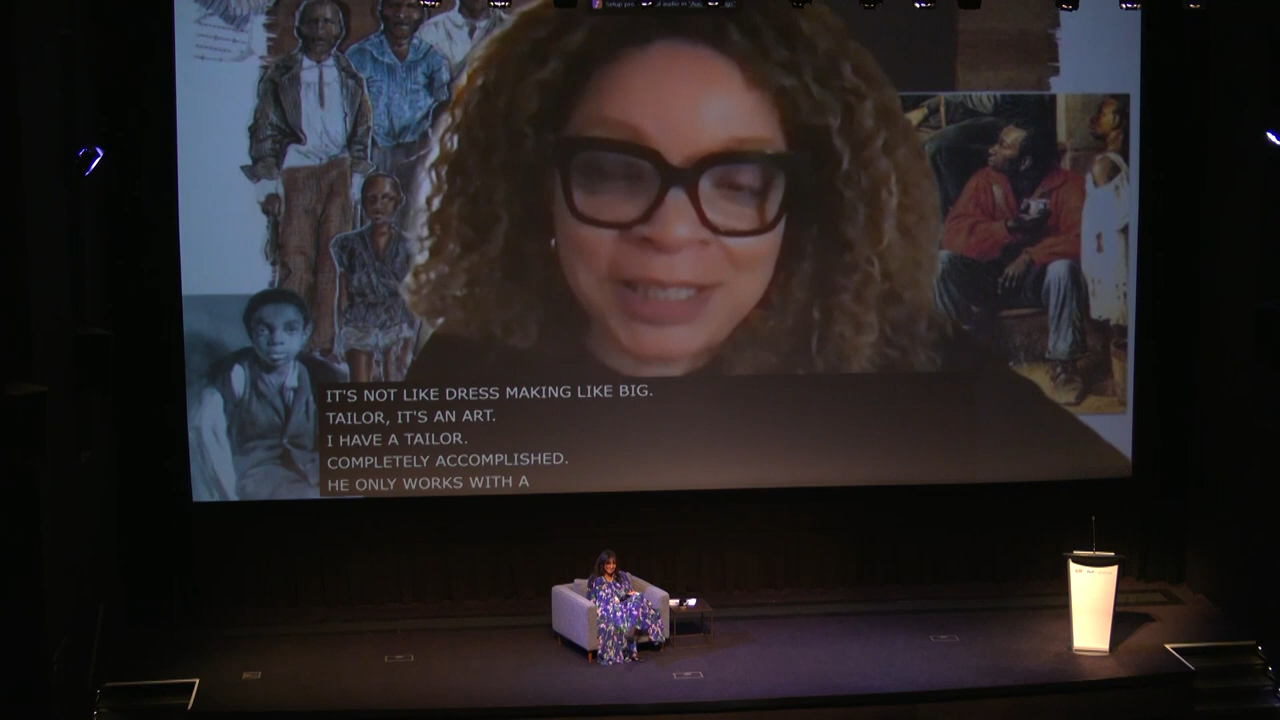 Setup
IT'S NOT LIKE DRESS MAKING LIKE BIG.
TAILOR, IT'S AN ART.
I HAVE A TAILOR.
COMPLETELY ACCOMPLISHED.
HE ONLY WORKS WITH A